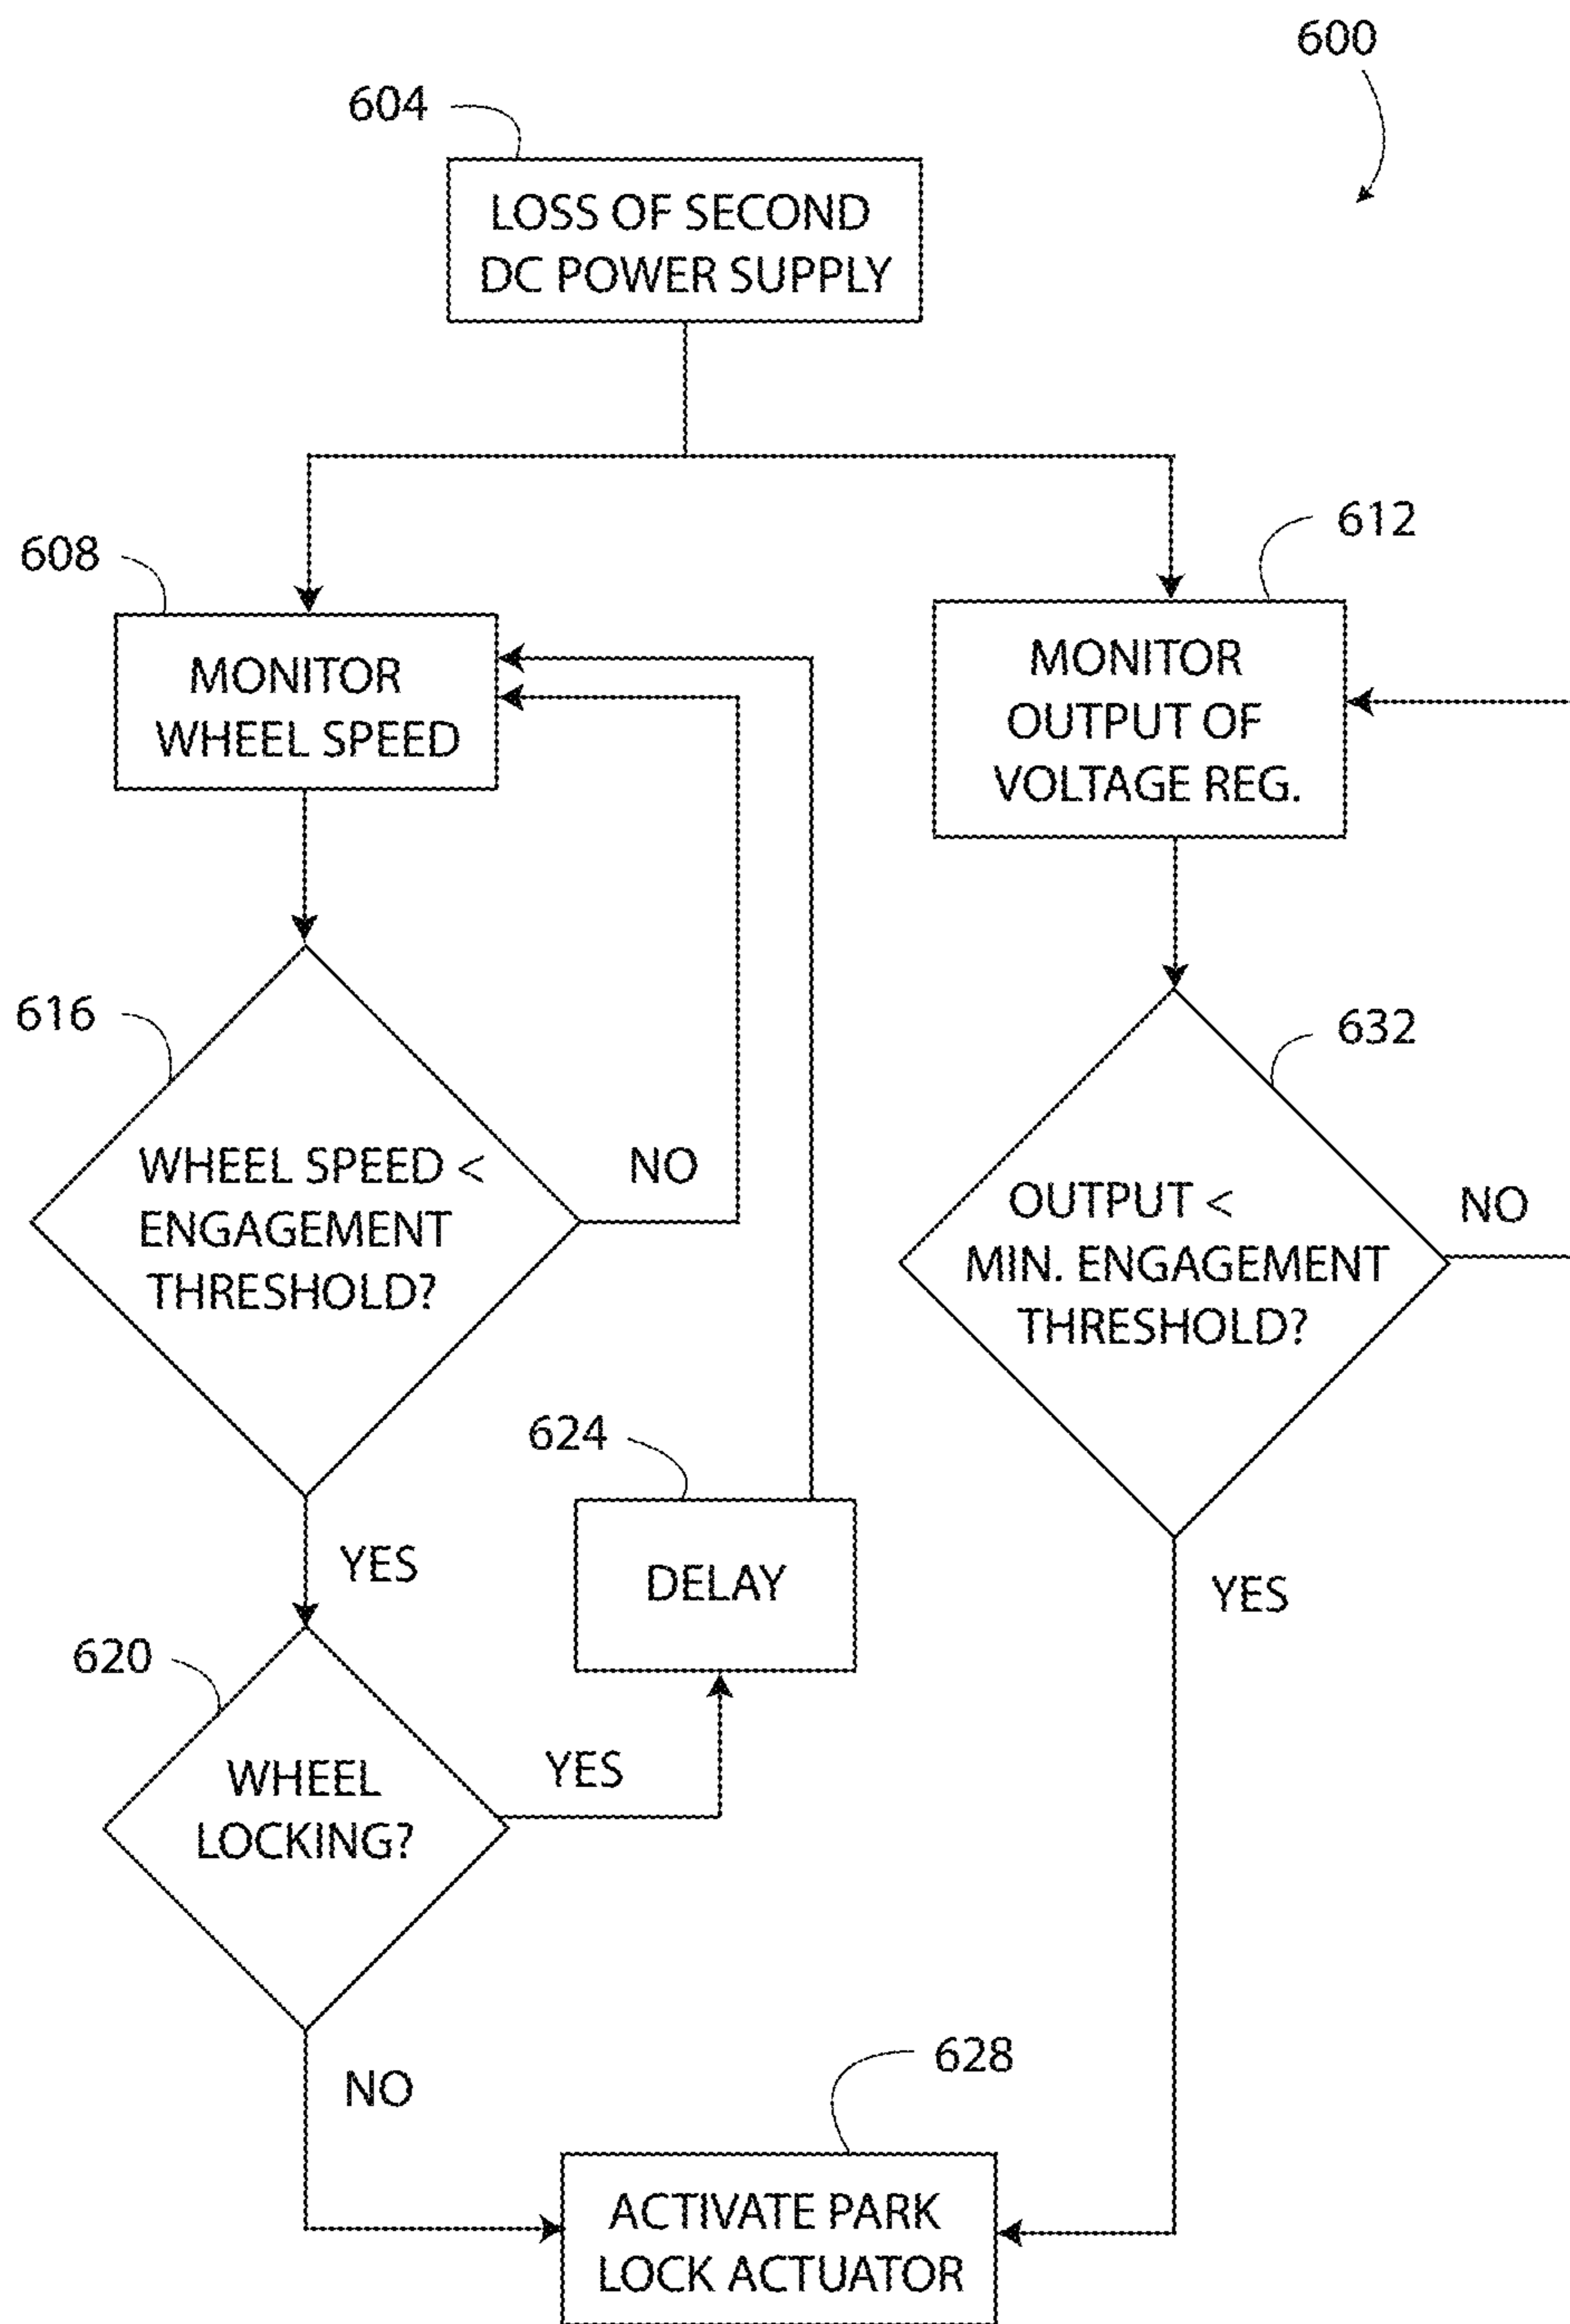 600
604
LOSS OF SECOND
DC POWER SUPPLY
608
MONITOR
WHEEL SPEED
612
MONITOR
OUTPUT OF
VOLTAGE REG.
616
WHEEL SPEED <
ENGAGEMENT
THRESHOLD?
NO
632
OUTPUT <
MIN. ENGAGEMENT
THRESHOLD?
NO
YES
624
DELAY
YES
620
WHEEL
LOCKING?
YES
NO
628
ACTIVATE PARK
LOCK ACTUATOR